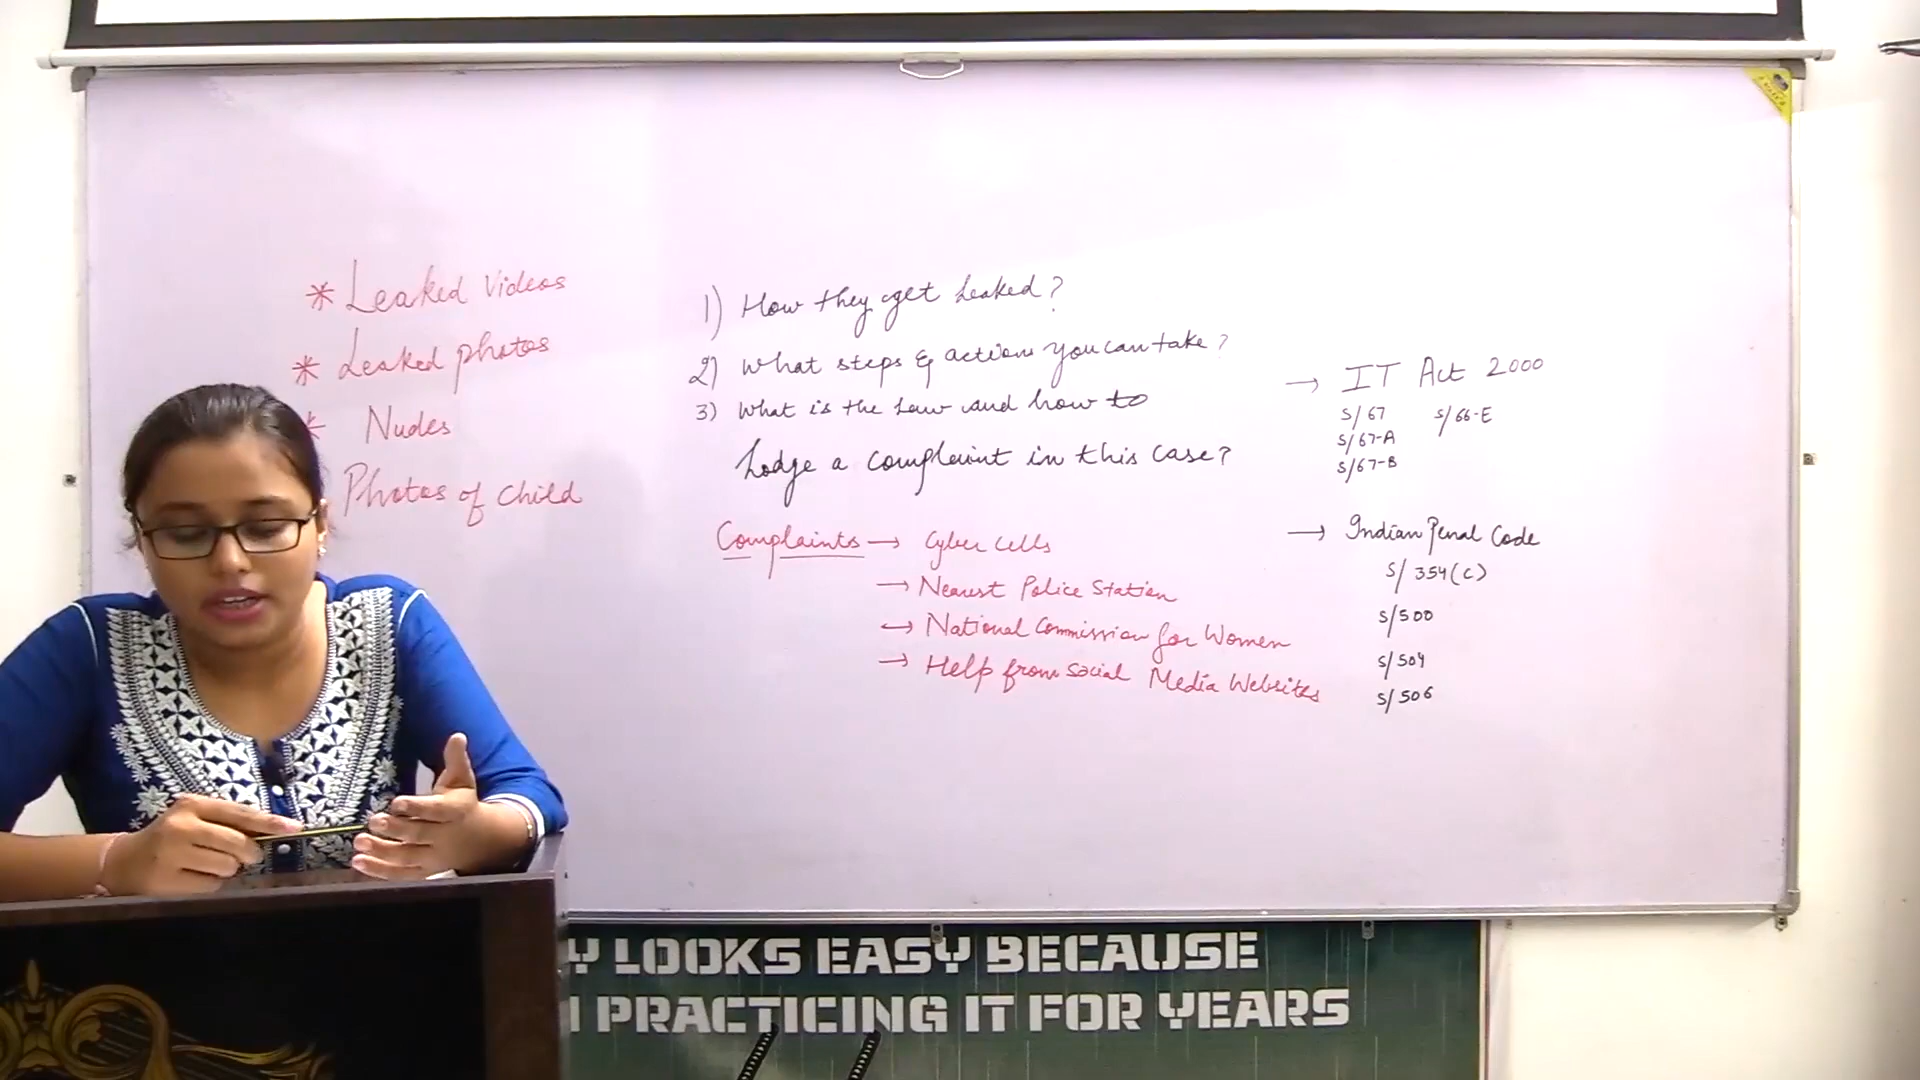 * Leaked Videos
* Leaked photos
* Nudes
Photos of child
1) How they get leaked?
2) What steps & actions you can take?
3) What is the law and how to
Lodge a complaint in this case?
Complaints → Cyber cells
→ Nearest Police Station
→ National Commission for Women
→ Help from social Media Websites
→ IT Act 2000
S/67 S/66-E
S/67-A
S/67-B
→ Indian Penal Code
S/354(C)
S/500
S/504
S/506
Y LOOKS EASY BECAUSE
PRACTICING IT FOR YEARS